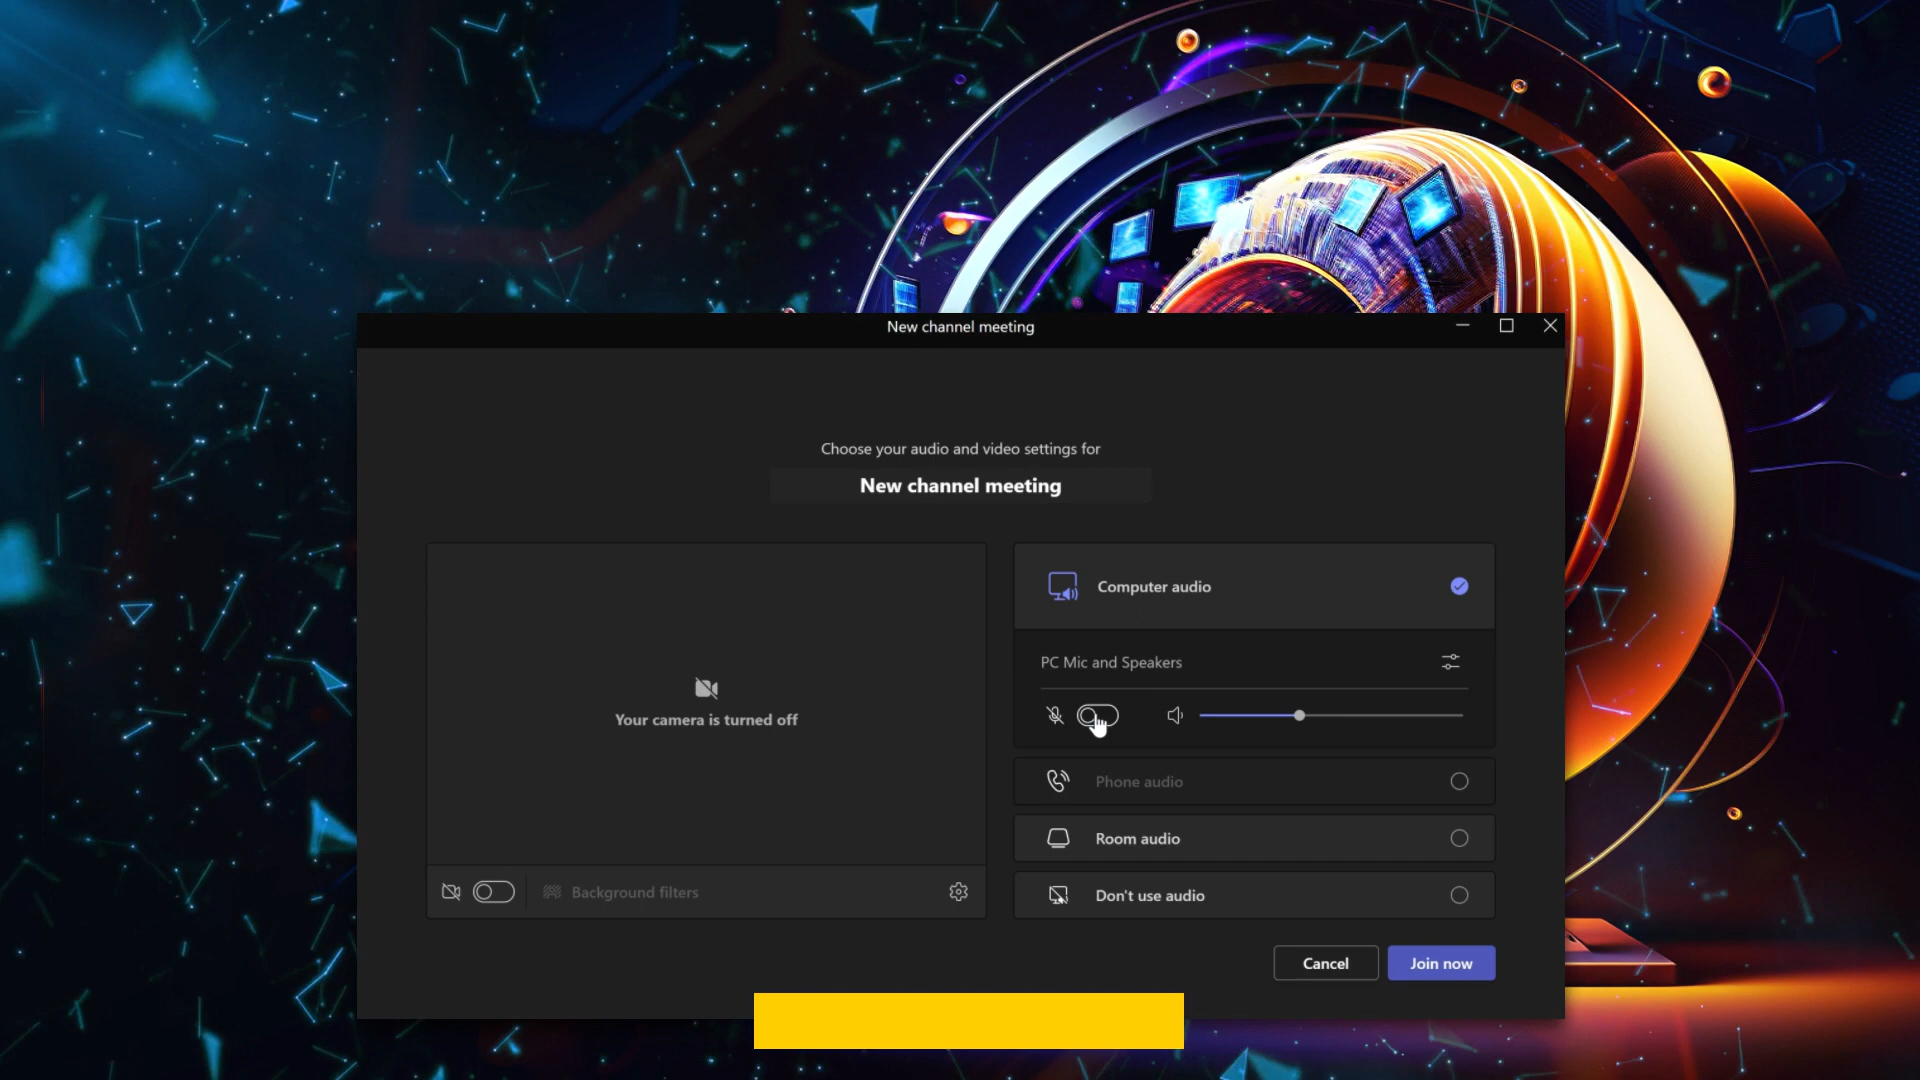 New channel meeting
Choose your audio and video settings for
New channel meeting
Your camera is turned off
Background filters
Computer audio
PC Mic and Speakers
Phone audio
Room audio
Don't use audio
Cancel
Join now